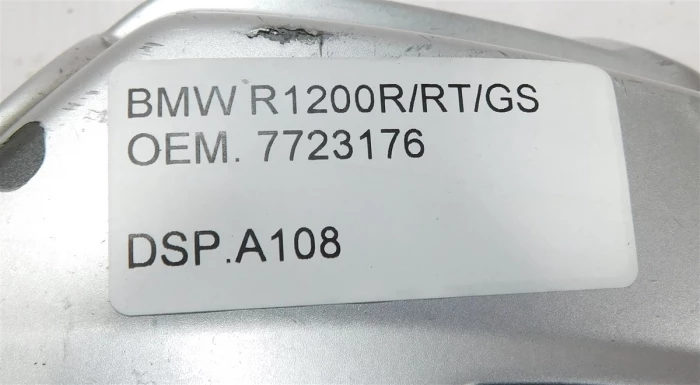 BMW R1200R/RT/GS
OEM. 7723176
DSP.A108